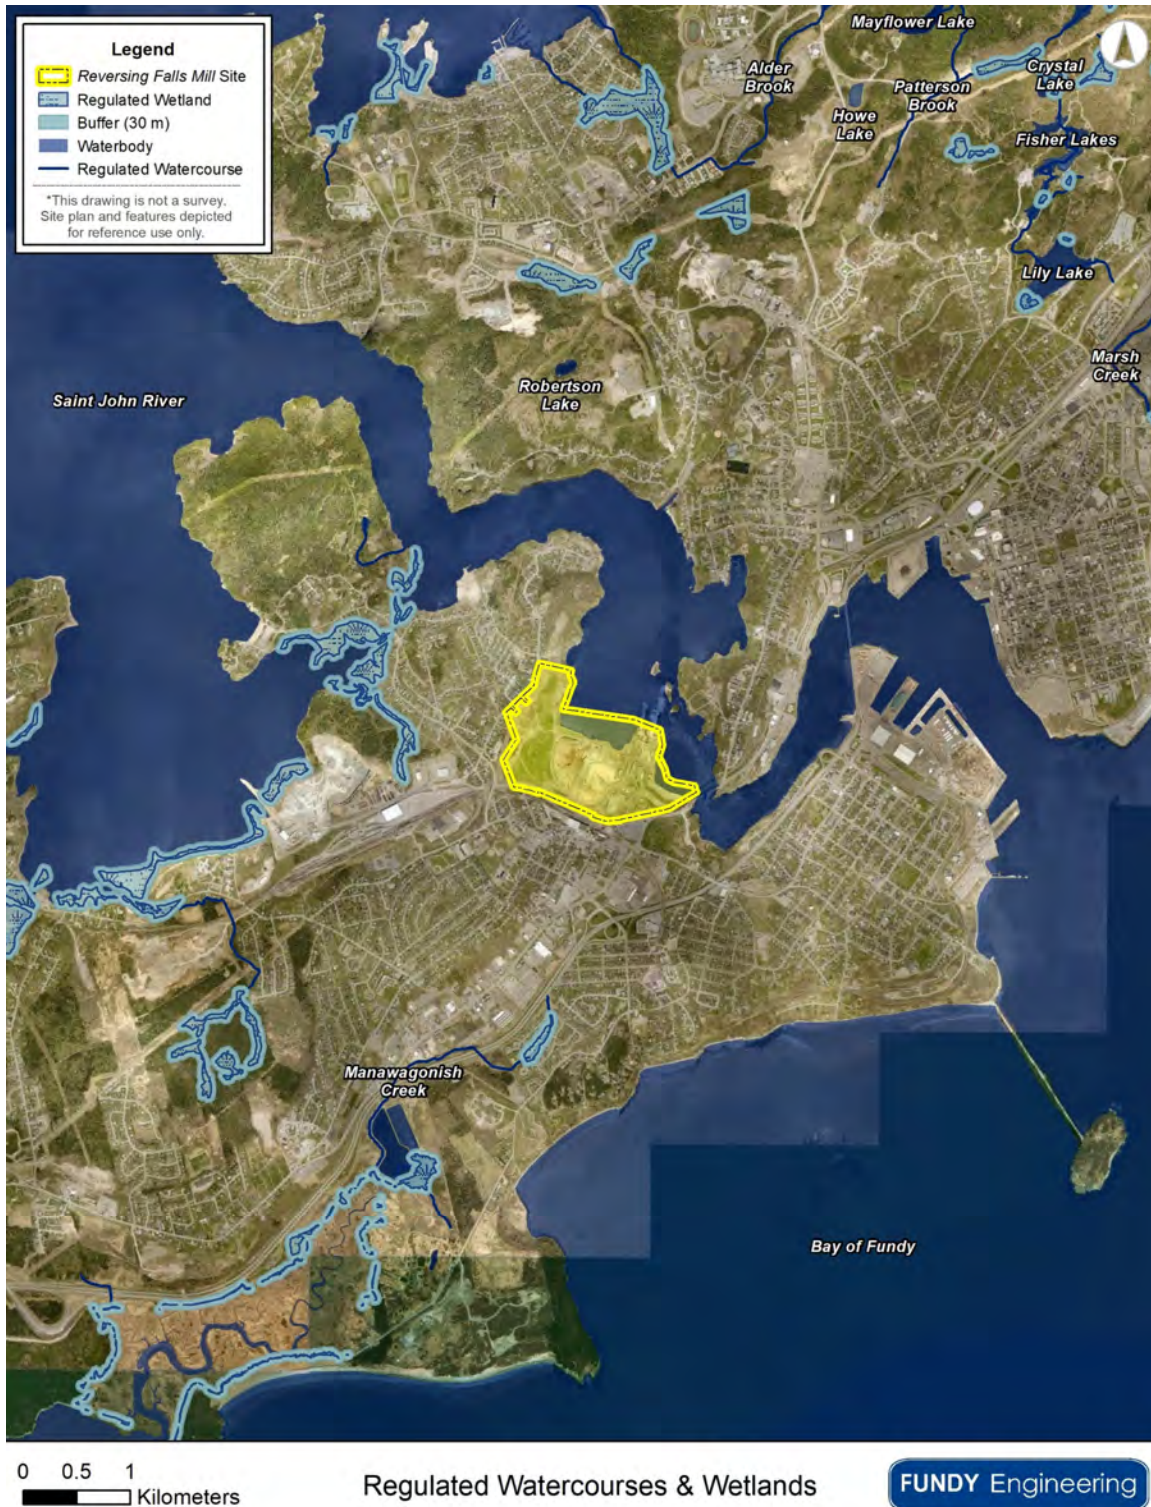 Legend
Reversing Falls Mill Site
Regulated Wetland
Buffer (30 m)
Waterbody
Regulated Watercourse
*This drawing is not a survey.
Site plan and features depicted
for reference use only.
Mayflower Lake
Alder
Brook
Patterson
Brook
Crystal
Lake
Howe
Lake
Fisher Lakes
Lily Lake
Marsh
Creek
Robertson
Lake
Saint John River
Manawagonish
Creek
Bay of Fundy
0 0.5 1
Kilometers
Regulated Watercourses & Wetlands
FUNDY Engineering